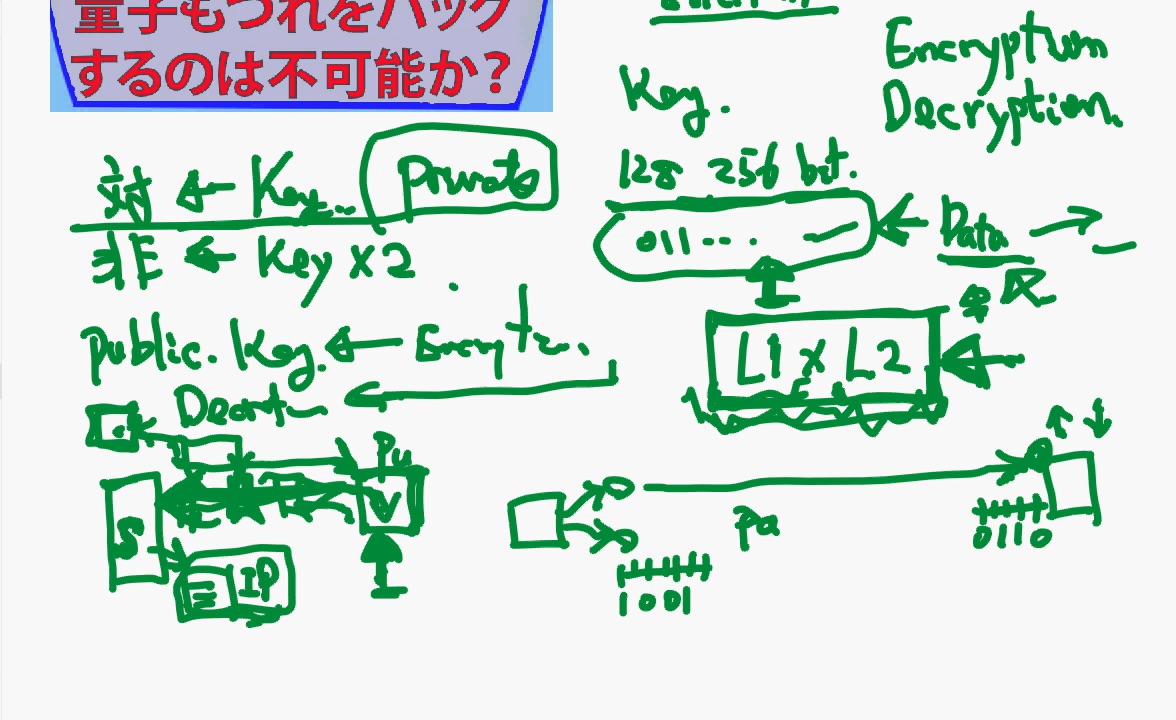 量子もつれをハック
するのは不可能か?
Key.
Encryption
Decryption.
対 ← Key... Private
非 ← Key x 2
128 256 bit.
011... ← Data →
L1 x L2
Public. Key. ←
Pu
S
V
IP
Pa
1001
0110